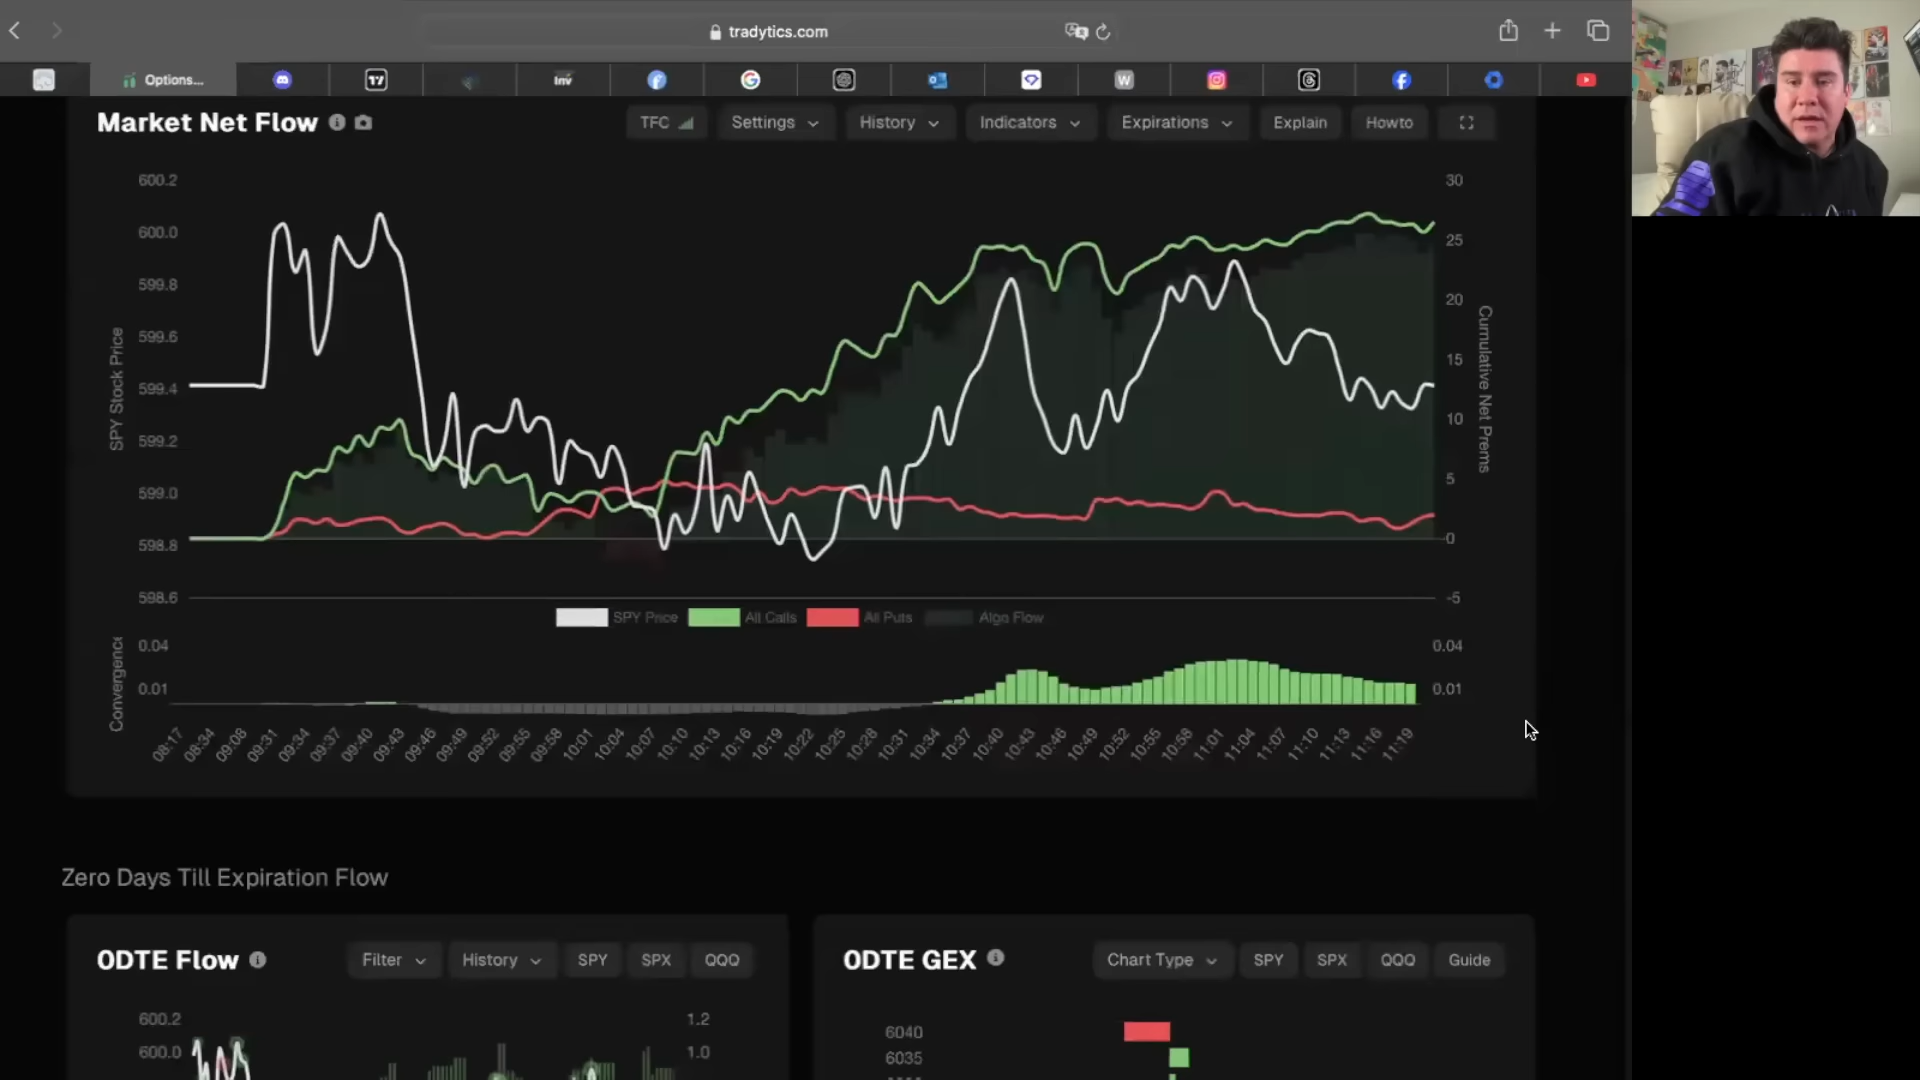 tradytics.com
Options...
Inv
W
Market Net Flow
TFC Settings History Indicators Expirations Explain Howto
600.2
600.0
599.8
599.6
599.4
599.2
599.0
598.8
598.6
SPY Stock Price
30
25
20
15
10
5
0
-5
Cumulative Net Prems
SPY Price All Calls All Puts Algo Flow
0.04
0.01
Convergence
0.04
0.01
08:17 08:34 09:08 09:31 09:34 09:37 09:40 09:43 09:46 09:49 09:52 09:55 09:58 10:01 10:04 10:07 10:10 10:13 10:16 10:19 10:22 10:25 10:28 10:31 10:34 10:37 10:40 10:43 10:46 10:49 10:52 10:55 10:58 11:01 11:04 11:07 11:10 11:13 11:16 11:19
Zero Days Till Expiration Flow
0DTE Flow Filter History SPY SPX QQQ
600.2 1.2
600.0 1.0
0DTE GEX Chart Type SPY SPX QQQ Guide
6040
6035